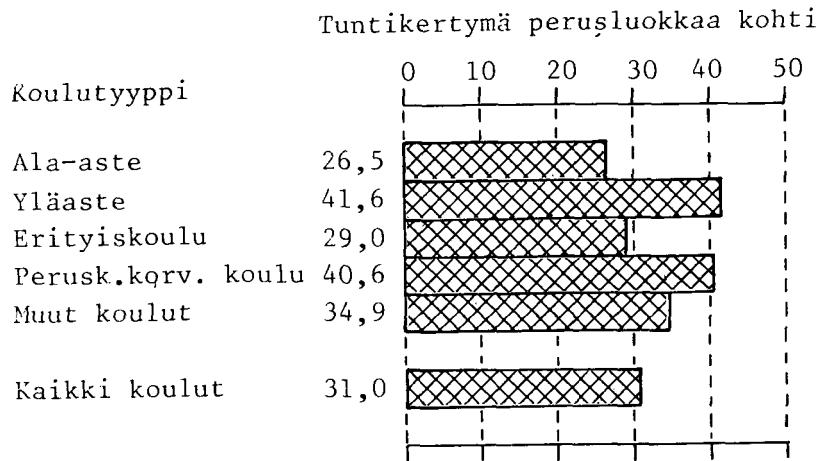 Tuntikertymä perusluokkaa kohti
0 10 20 30 40 50
Koulutyyppi
Ala-aste 26,5
Yläaste 41,6
Erityiskoulu 29,0
Perusk.korv. koulu 40,6
Muut koulut 34,9
Kaikki koulut 31,0